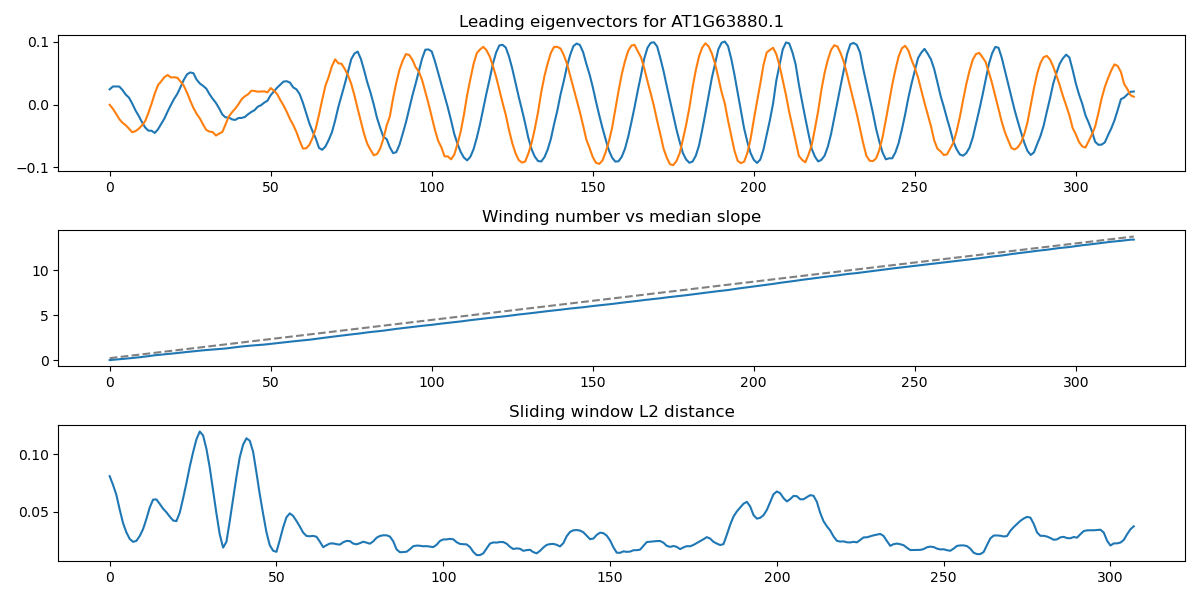 Leading eigenvectors for AT1G63880.1
0.1
0.0
−0.1
0 50 100 150 200 250 300
Winding number vs median slope
10
5
0
0 50 100 150 200 250 300
Sliding window L2 distance
0.10
0.05
0 50 100 150 200 250 300